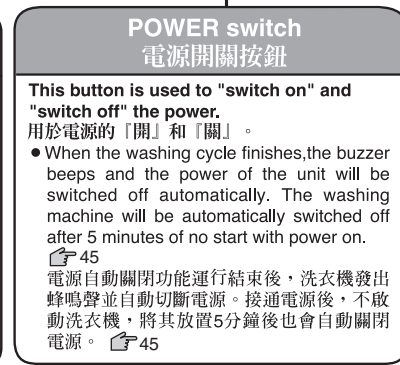 POWER switch
電源開關按鈕
This button is used to "switch on" and
"switch off" the power.
用於電源的『開』和『關』。
● When the washing cycle finishes,the buzzer
beeps and the power of the unit will be
switched off automatically. The washing
machine will be automatically switched off
after 5 minutes of no start with power on.
45
電源自動關閉功能運行結束後，洗衣機發出
蜂鳴聲並自動切斷電源。接通電源後，不啟
動洗衣機，將其放置5分鐘後也會自動關閉
電源。 45